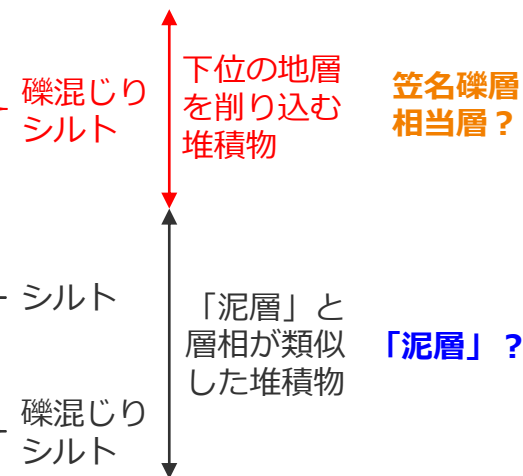 礫混じり
シルト
下位の地層
を削り込む
堆積物
笠名礫層
相当層？
シルト
「泥層」と
層相が類似
した堆積物
「泥層」？
礫混じり
シルト